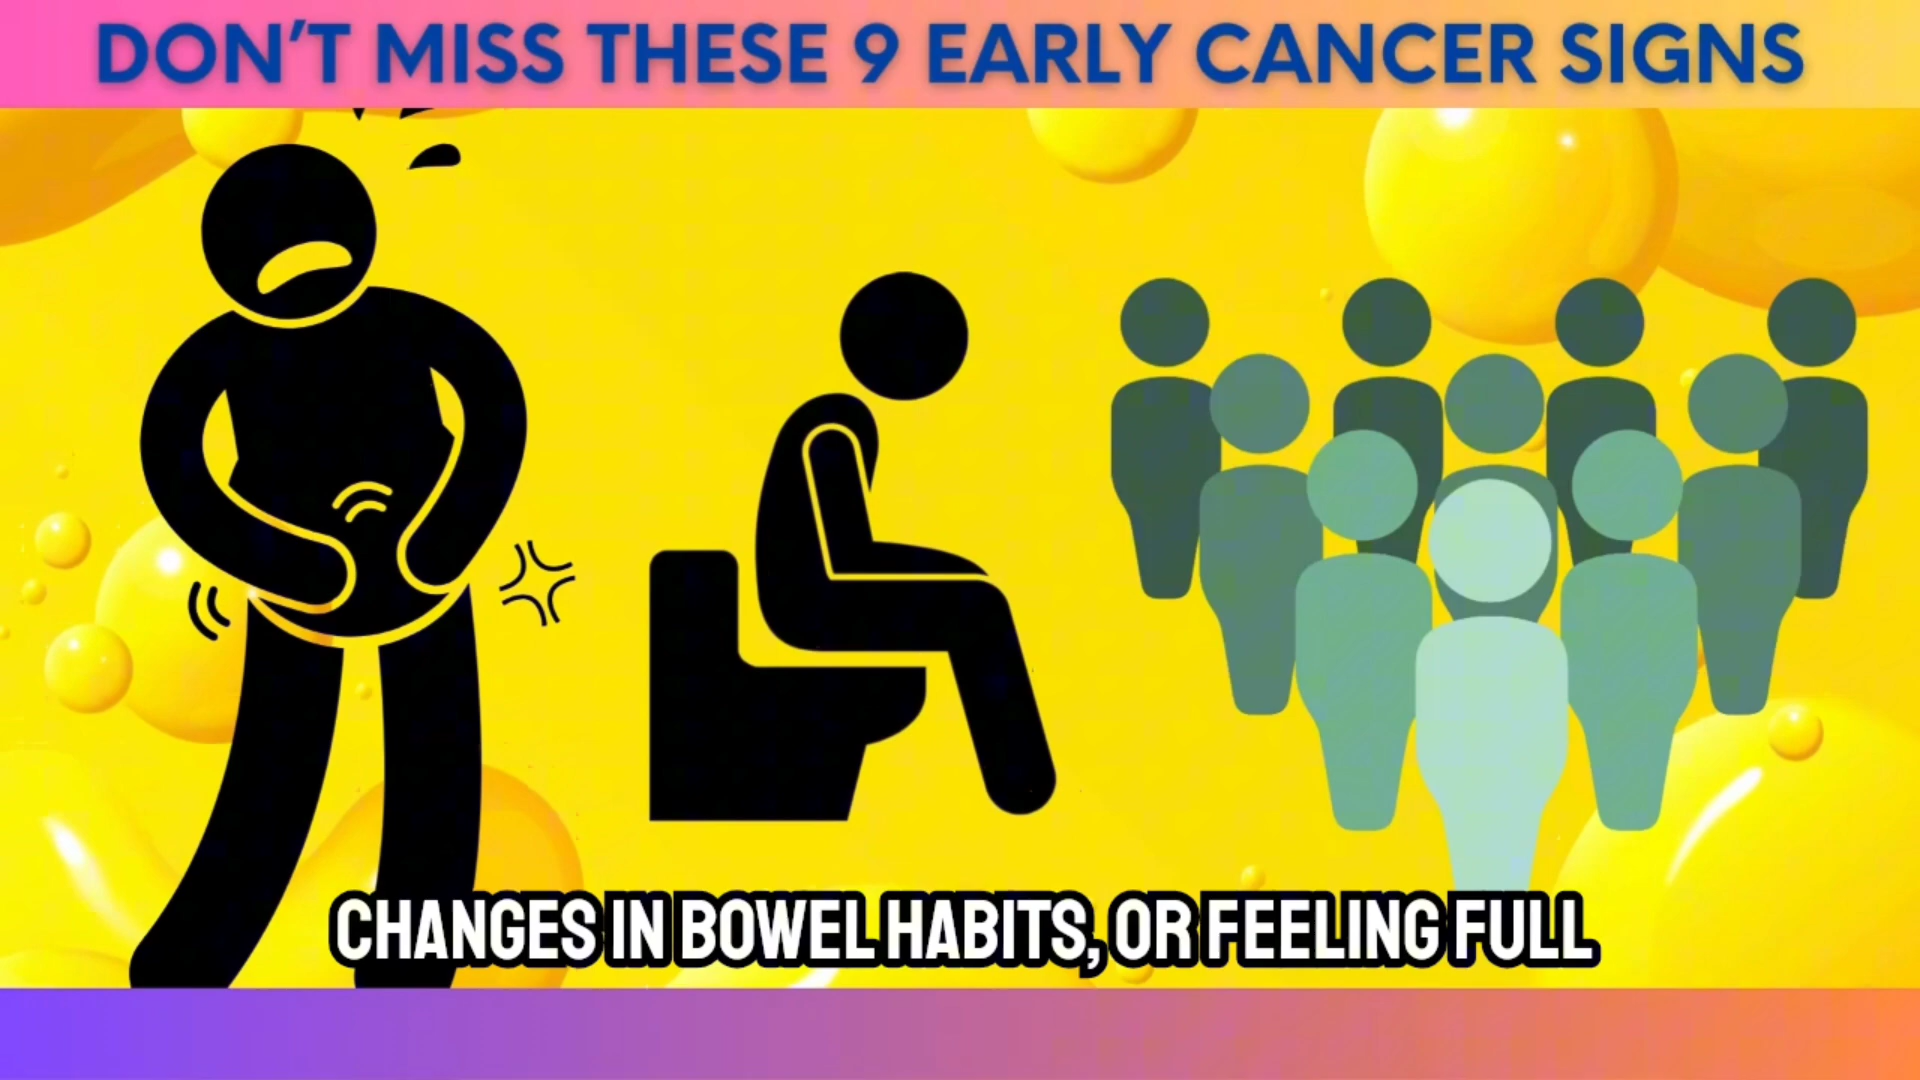 DON'T MISS THESE 9 EARLY CANCER SIGNS
CHANGES IN BOWEL HABITS, OR FEELING FULL